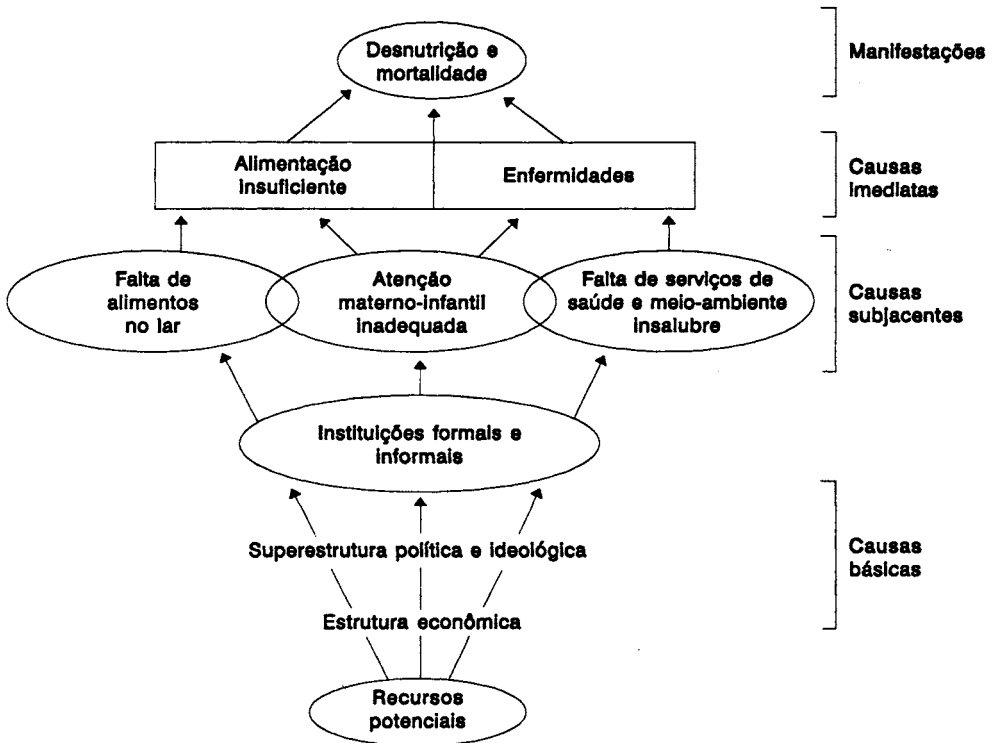 Desnutrição e
mortalidade
Manifestações
Alimentação
insuficiente
Enfermidades
Causas
imediatas
Falta de
alimentos
no lar
Atenção
materno-infantil
inadequada
Falta de serviços de
saúde e meio-ambiente
insalubre
Causas
subjacentes
Instituições formais e
informais
Superestrutura política e ideológica
Estrutura econômica
Causas
básicas
Recursos
potenciais